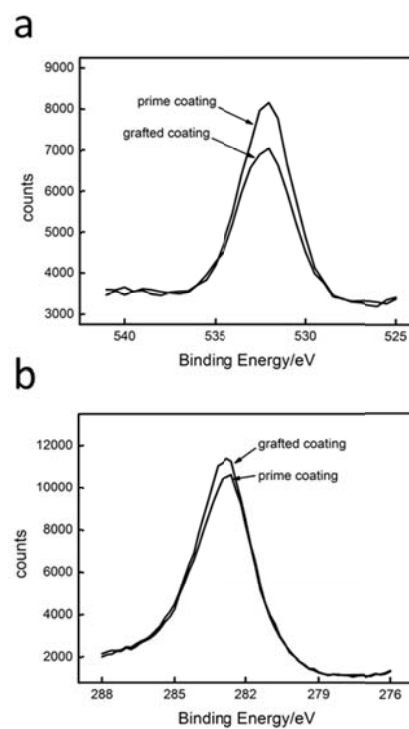 a
9000
8000
7000
6000
5000
4000
3000
counts
prime coating
grafted coating
540
535
530
525
Binding Energy/eV
b
12000
10000
8000
6000
4000
2000
counts
grafted coating
prime coating
288
285
282
279
276
Binding Energy/eV